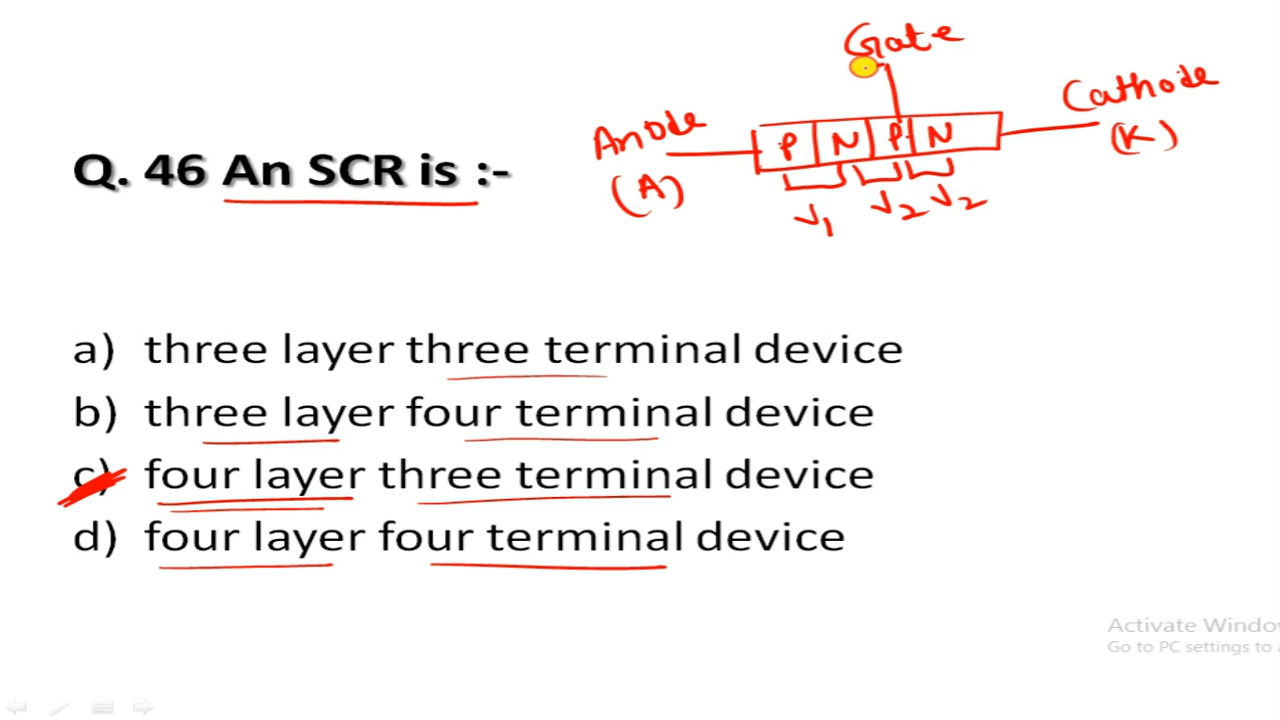 Gate
Anode
(A)
P N P N
Cathode
(K)
J1 J2 J2
Q. 46 An SCR is :-
a) three layer three terminal device
b) three layer four terminal device
c) four layer three terminal device
d) four layer four terminal device
Activate Windo
Go to PC settings to a